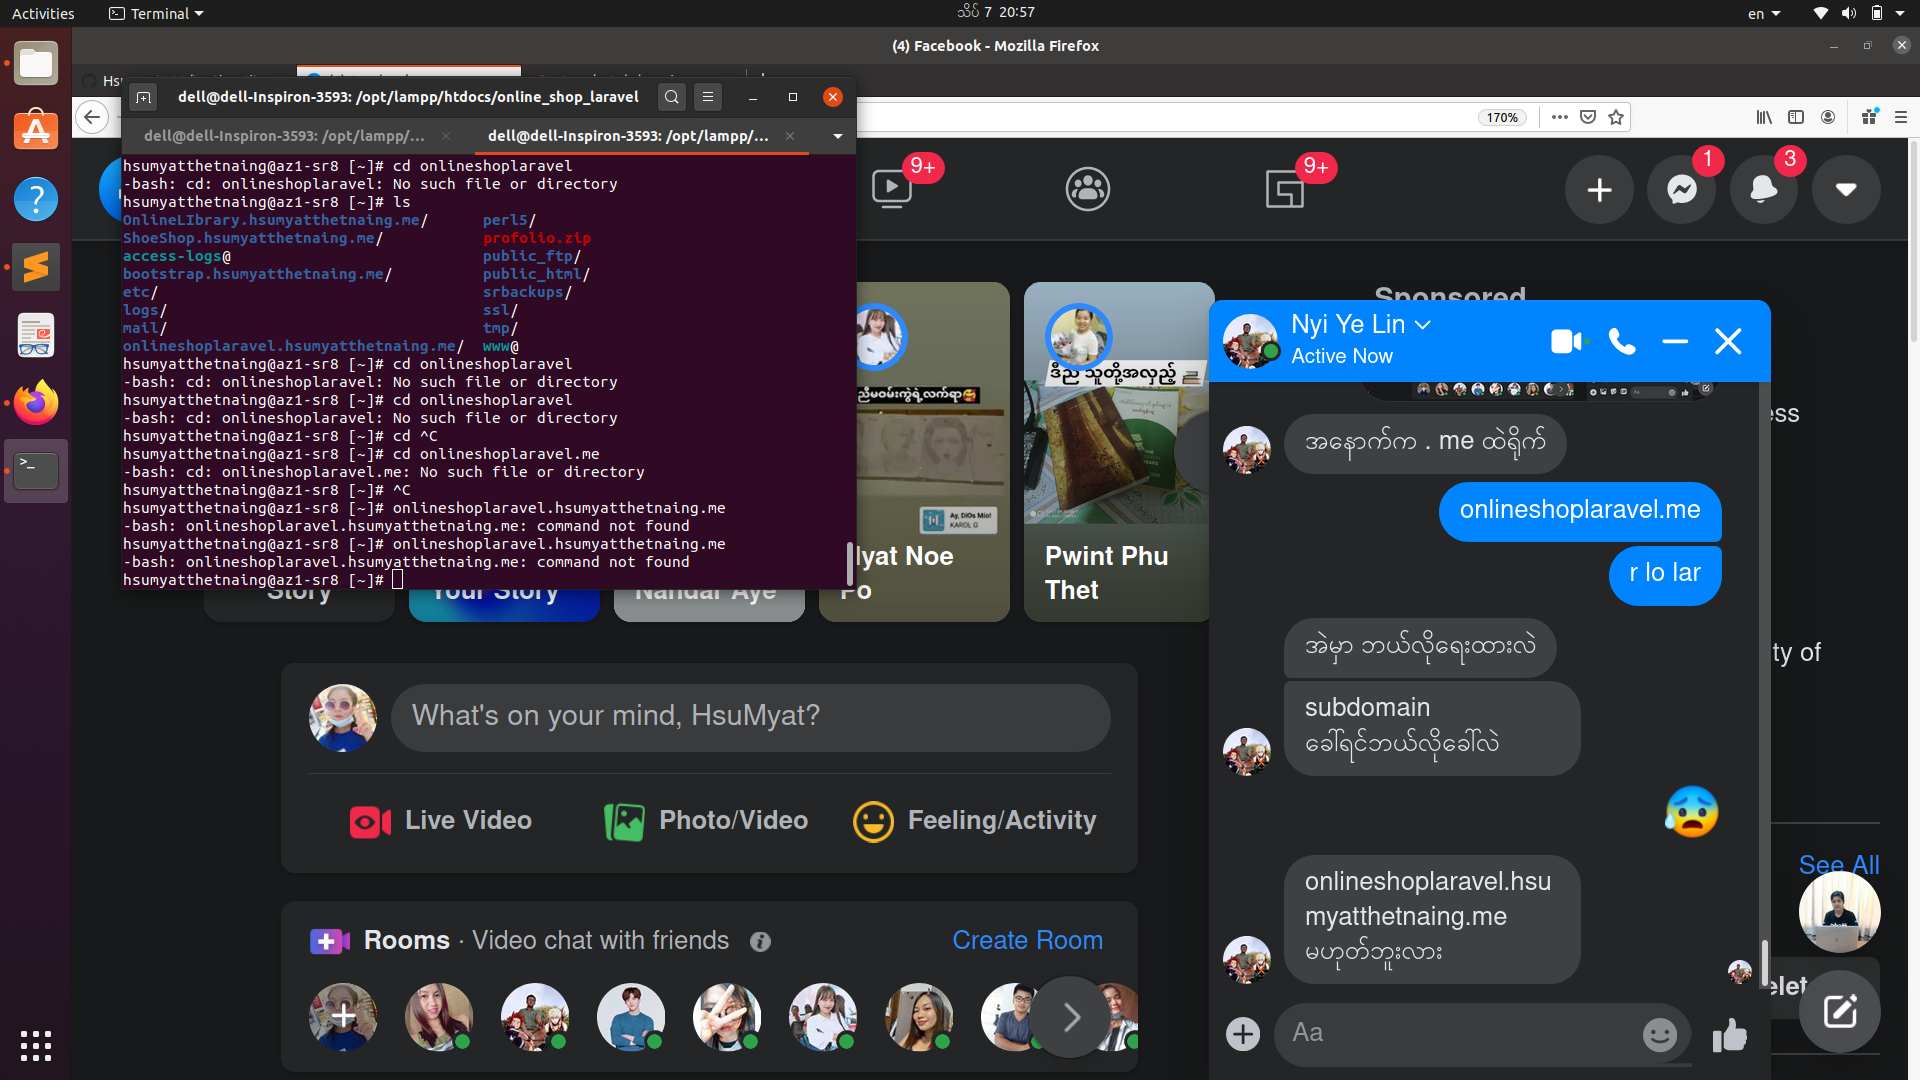 Activities
Terminal
သိပ် 7 20:57
en
(4) Facebook - Mozilla Firefox
dell@dell-Inspiron-3593: /opt/lampp/htdocs/online_shop_laravel
dell@dell-Inspiron-3593: /opt/lampp/...
dell@dell-Inspiron-3593: /opt/lampp/...
170%
hsumyatthetnaing@az1-sr8 [~]# cd onlineshoplaravel
-bash: cd: onlineshoplaravel: No such file or directory
hsumyatthetnaing@az1-sr8 [~]# ls
OnlineLIbrary.hsumyatthetnaing.me/ perl5/
ShoeShop.hsumyatthetnaing.me/ profolio.zip
access-logs@ public_ftp/
bootstrap.hsumyatthetnaing.me/ public_html/
etc/ srbackups/
logs/ ssl/
mail/ tmp/
onlineshoplaravel.hsumyatthetnaing.me/ www@
hsumyatthetnaing@az1-sr8 [~]# cd onlineshoplaravel
-bash: cd: onlineshoplaravel: No such file or directory
hsumyatthetnaing@az1-sr8 [~]# cd onlineshoplaravel
-bash: cd: onlineshoplaravel: No such file or directory
hsumyatthetnaing@az1-sr8 [~]# cd ^C
hsumyatthetnaing@az1-sr8 [~]# cd onlineshoplaravel.me
-bash: cd: onlineshoplaravel.me: No such file or directory
hsumyatthetnaing@az1-sr8 [~]# ^C
hsumyatthetnaing@az1-sr8 [~]# onlineshoplaravel.hsumyatthetnaing.me
-bash: onlineshoplaravel.hsumyatthetnaing.me: command not found
hsumyatthetnaing@az1-sr8 [~]# onlineshoplaravel.hsumyatthetnaing.me
-bash: onlineshoplaravel.hsumyatthetnaing.me: command not found
hsumyatthetnaing@az1-sr8 [~]#
9+
9+
1
3
Story
Your Story
Nandar Aye
Ay, DiOs Mio!
KAROL G
Po
ဒီည သူတို့အလှည့်
Pwint Phu
Thet
Sponsored
See All
Nyi Ye Lin
Active Now
အနောက်က . me ထဲရိုက်
onlineshoplaravel.me
r lo lar
အဲမှာ ဘယ်လိုရေးထားလဲ
subdomain
ခေါ်ရင်ဘယ်လိုခေါ်လဲ
onlineshoplaravel.hsu
myatthetnaing.me
မဟုတ်ဘူးလား
Aa
What's on your mind, HsuMyat?
Live Video
Photo/Video
Feeling/Activity
Rooms · Video chat with friends
Create Room